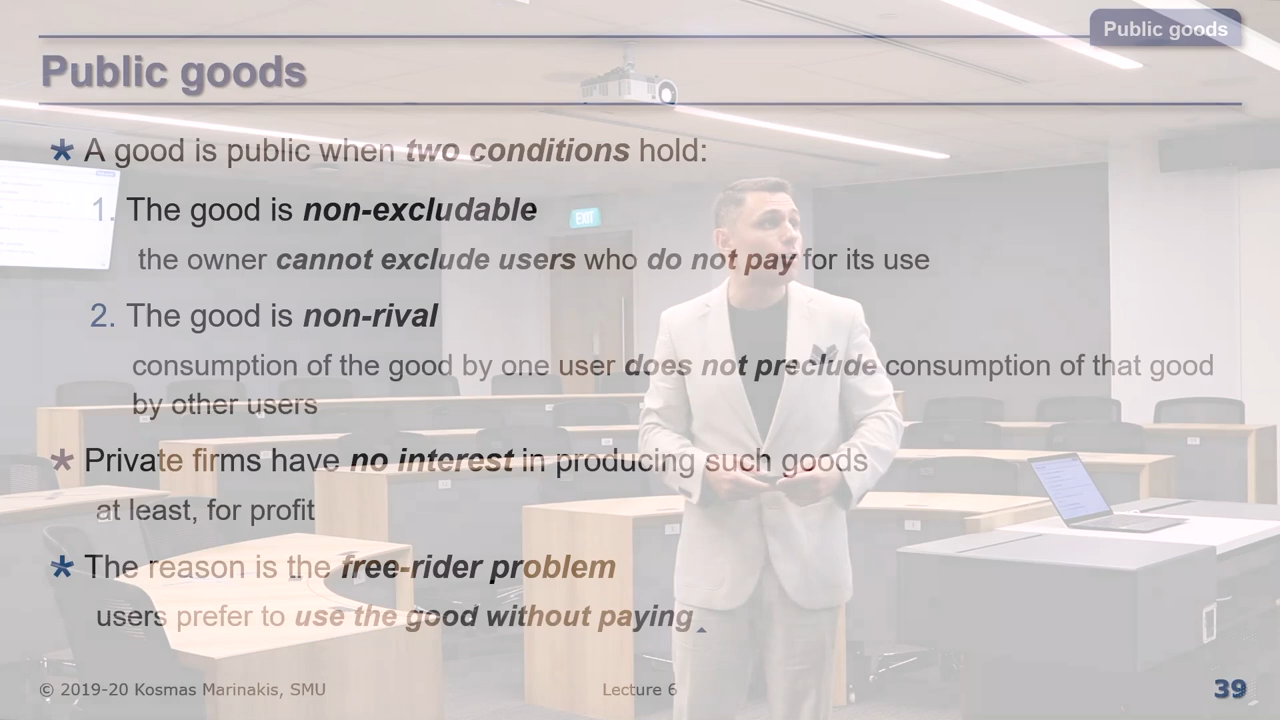 Public goods
Public goods
* A good is public when two conditions hold:
1. The good is non-excludable
the owner cannot exclude users who do not pay for its use
2. The good is non-rival
consumption of the good by one user does not preclude consumption of that good
by other users
* Private firms have no interest in producing such goods
at least, for profit
* The reason is the free-rider problem
users prefer to use the good without paying
EXIT
© 2019-20 Kosmas Marinakis, SMU
Lecture 6
39